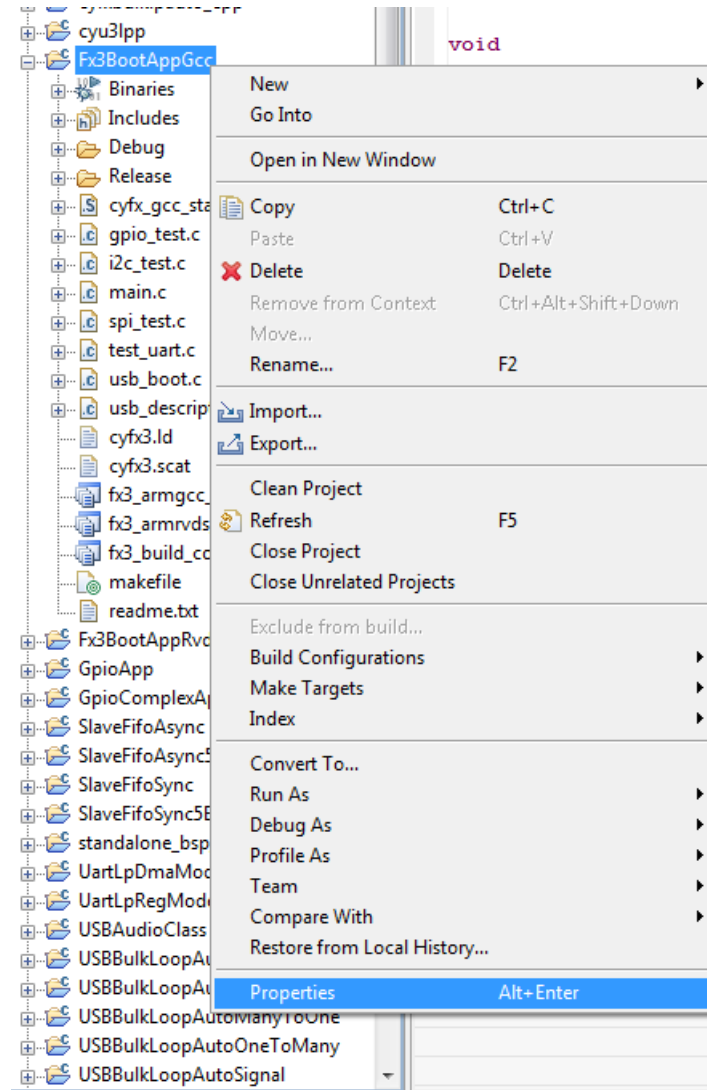 cyu3lpp
void
Fx3BootAppGcc
Binaries
Includes
Debug
Release
cyfx_gcc_sta
gpio_test.c
i2c_test.c
main.c
spi_test.c
test_uart.c
usb_boot.c
usb_descrip
cyfx3.ld
cyfx3.scat
fx3_armgcc_
fx3_armrvds
fx3_build_co
makefile
readme.txt
Fx3BootAppRvd
GpioApp
GpioComplexAp
SlaveFifoAsync
SlaveFifoAsync5
SlaveFifoSync
SlaveFifoSync5B
standalone_bsp
UartLpDmaMod
UartLpRegMode
USBAudioClass
USBBulkLoopAu
USBBulkLoopAu
USBBulkLoopAutoManyToOne
USBBulkLoopAutoOneToMany
USBBulkLoopAutoSignal
New
Go Into
Open in New Window
Copy Ctrl+C
Paste Ctrl+V
Delete Delete
Remove from Context Ctrl+Alt+Shift+Down
Move...
Rename... F2
Import...
Export...
Clean Project
Refresh F5
Close Project
Close Unrelated Projects
Exclude from build...
Build Configurations
Make Targets
Index
Convert To...
Run As
Debug As
Profile As
Team
Compare With
Restore from Local History...
Properties Alt+Enter